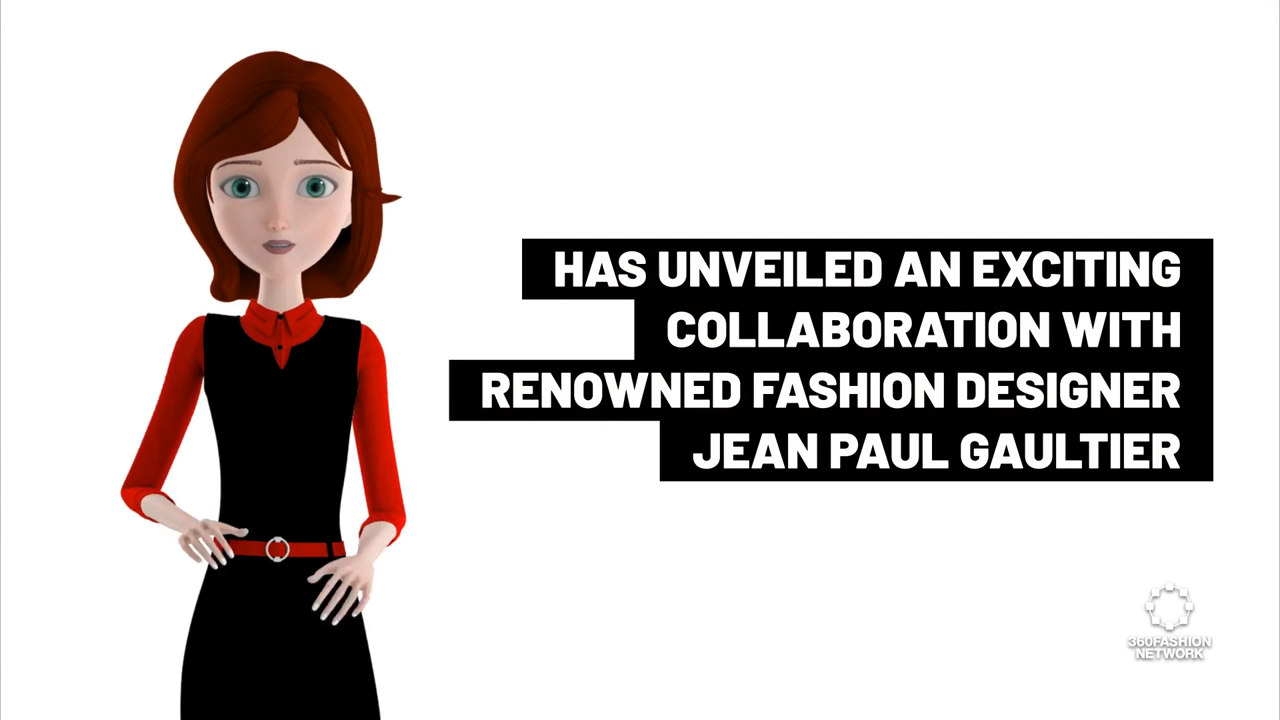 HAS UNVEILED AN EXCITING
COLLABORATION WITH
RENOWNED FASHION DESIGNER
JEAN PAUL GAULTIER
360FASHION
NETWORK